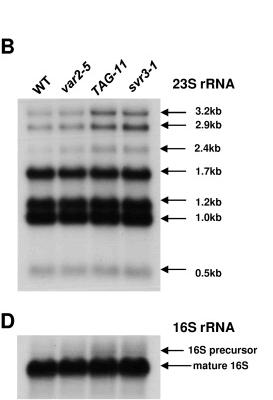 B
WT var2-5 TAG-11 svr3-1
23S rRNA
3.2kb
2.9kb
2.4kb
1.7kb
1.2kb
1.0kb
0.5kb
D
16S rRNA
16S precursor
mature 16S